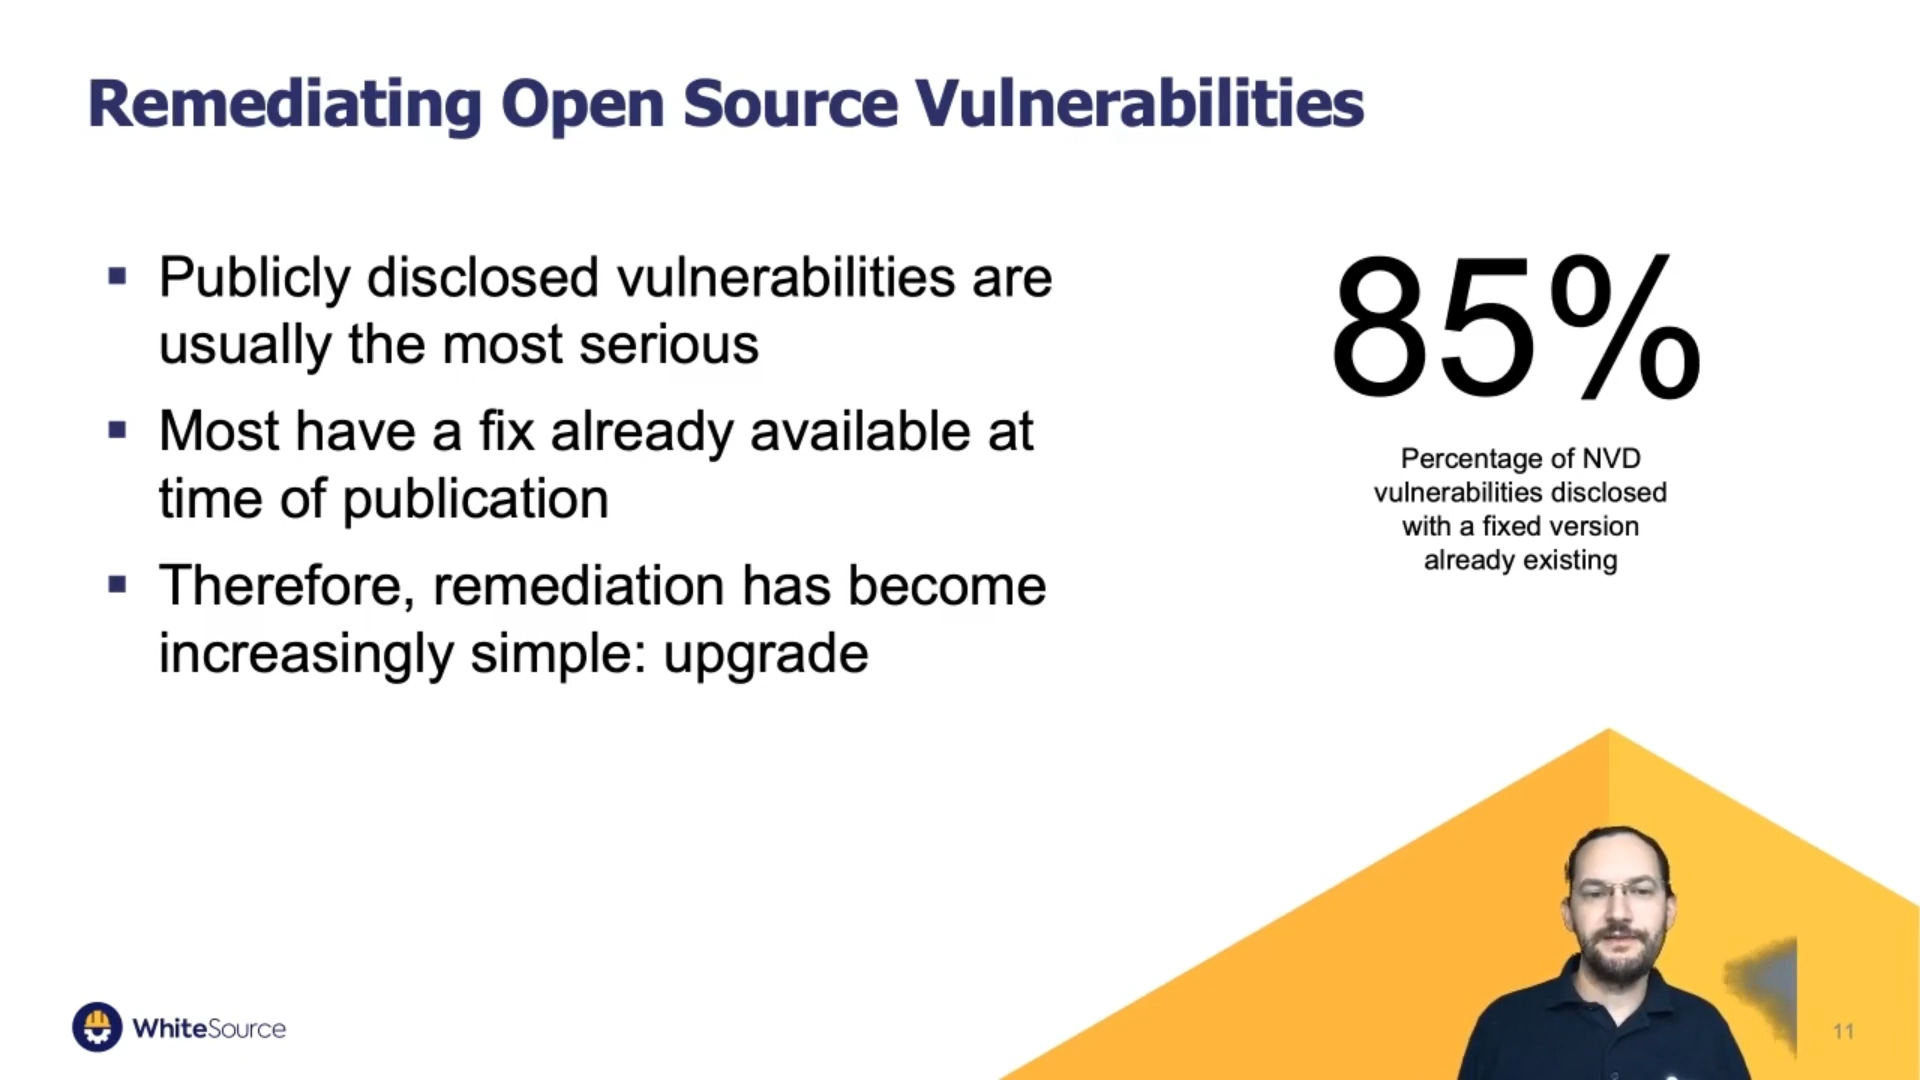 Remediating Open Source Vulnerabilities
Publicly disclosed vulnerabilities are
usually the most serious
Most have a fix already available at
time of publication
Therefore, remediation has become
increasingly simple: upgrade
85%
Percentage of NVD
vulnerabilities disclosed
with a fixed version
already existing
WhiteSource
11